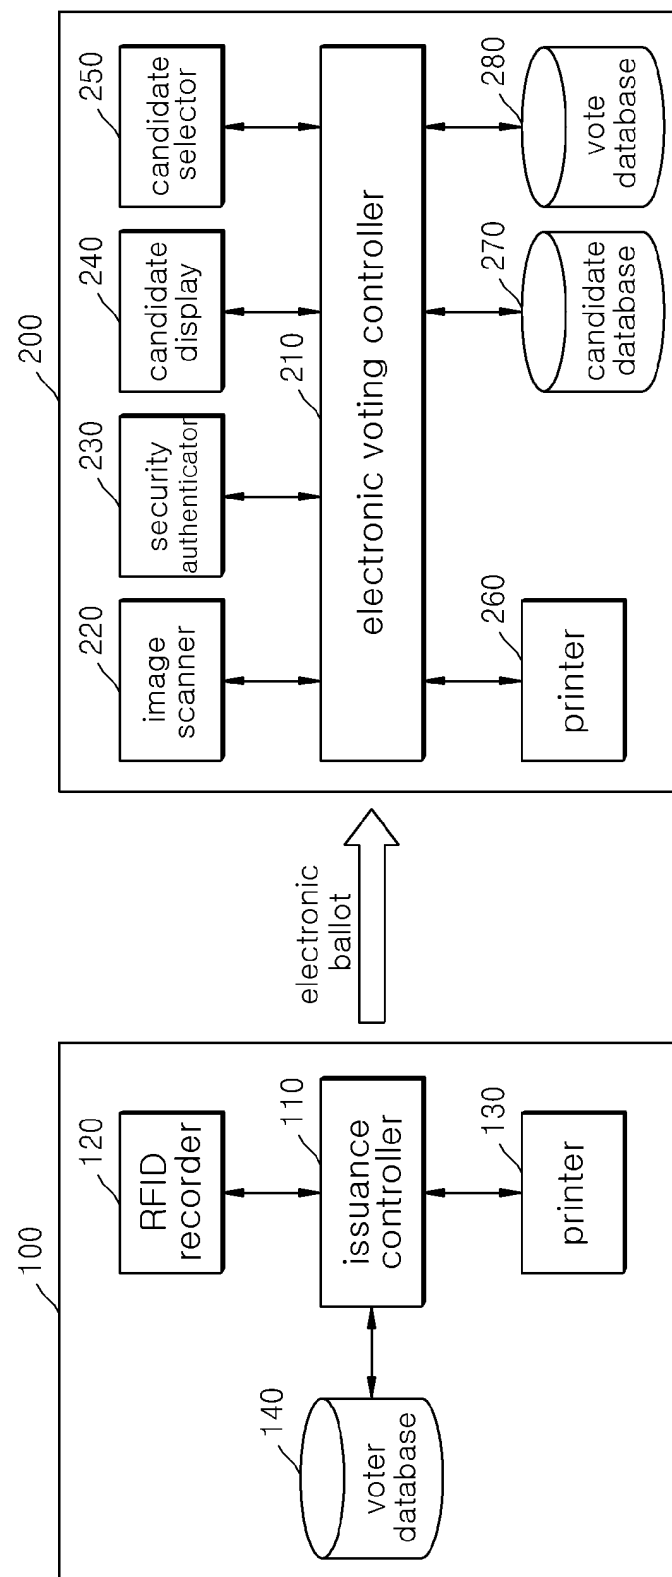 100
120
RFID
recorder
110
issuance
controller
130
printer
140
voter
database
electronic
ballot
200
220
image
scanner
230
security
authenticator
240
candidate
display
250
candidate
selector
210
electronic voting controller
260
printer
270
candidate
database
280
vote
database